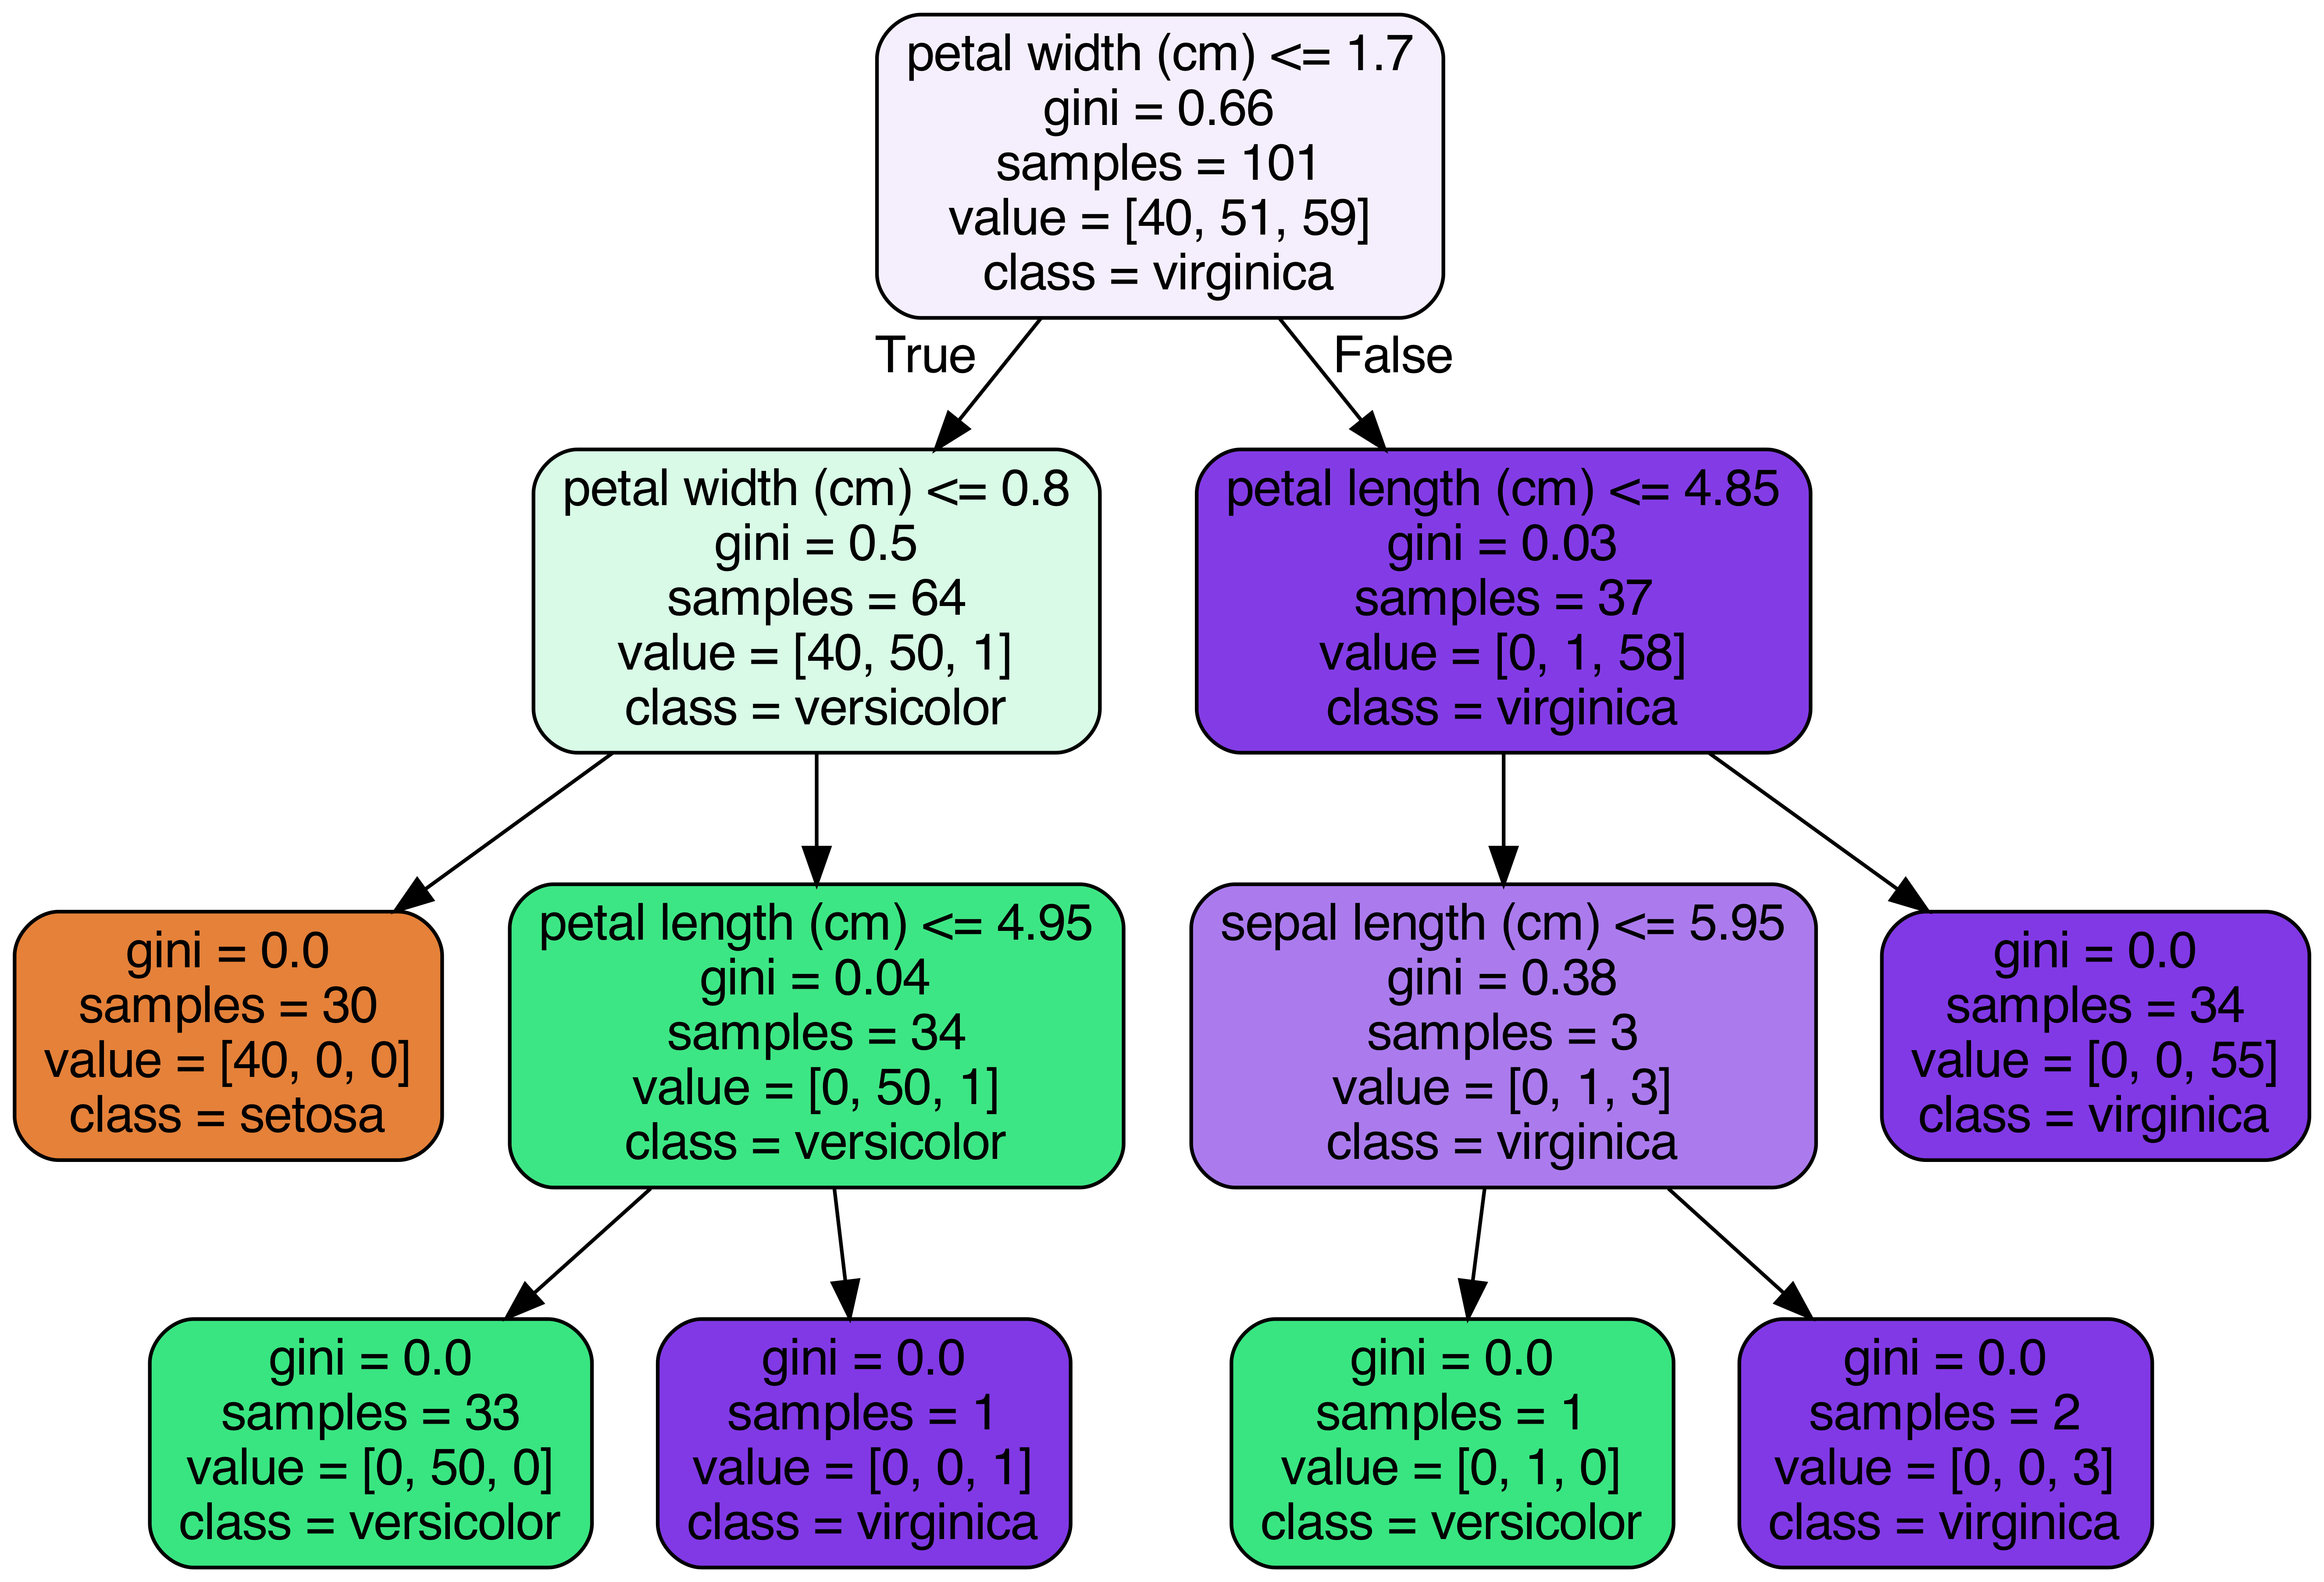 petal width (cm) <= 1.7
gini = 0.66
samples = 101
value = [40, 51, 59]
class = virginica
True
False
petal width (cm) <= 0.8
gini = 0.5
samples = 64
value = [40, 50, 1]
class = versicolor
petal length (cm) <= 4.85
gini = 0.03
samples = 37
value = [0, 1, 58]
class = virginica
gini = 0.0
samples = 30
value = [40, 0, 0]
class = setosa
petal length (cm) <= 4.95
gini = 0.04
samples = 34
value = [0, 50, 1]
class = versicolor
sepal length (cm) <= 5.95
gini = 0.38
samples = 3
value = [0, 1, 3]
class = virginica
gini = 0.0
samples = 34
value = [0, 0, 55]
class = virginica
gini = 0.0
samples = 33
value = [0, 50, 0]
class = versicolor
gini = 0.0
samples = 1
value = [0, 0, 1]
class = virginica
gini = 0.0
samples = 1
value = [0, 1, 0]
class = versicolor
gini = 0.0
samples = 2
value = [0, 0, 3]
class = virginica